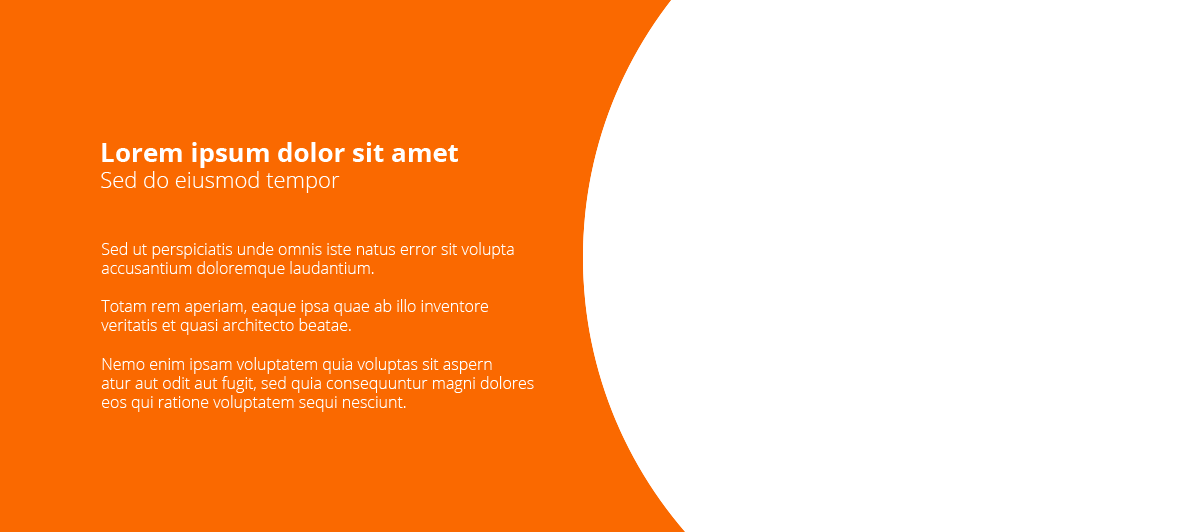 Lorem ipsum dolor sit amet
Sed do eiusmod tempor
Sed ut perspiciatis unde omnis iste natus error sit volupta
accusantium doloremque laudantium.
Totam rem aperiam, eaque ipsa quae ab illo inventore
veritatis et quasi architecto beatae.
Nemo enim ipsam voluptatem quia voluptas sit aspern
atur aut odit aut fugit, sed quia consequuntur magni dolores
eos qui ratione voluptatem sequi nesciunt.